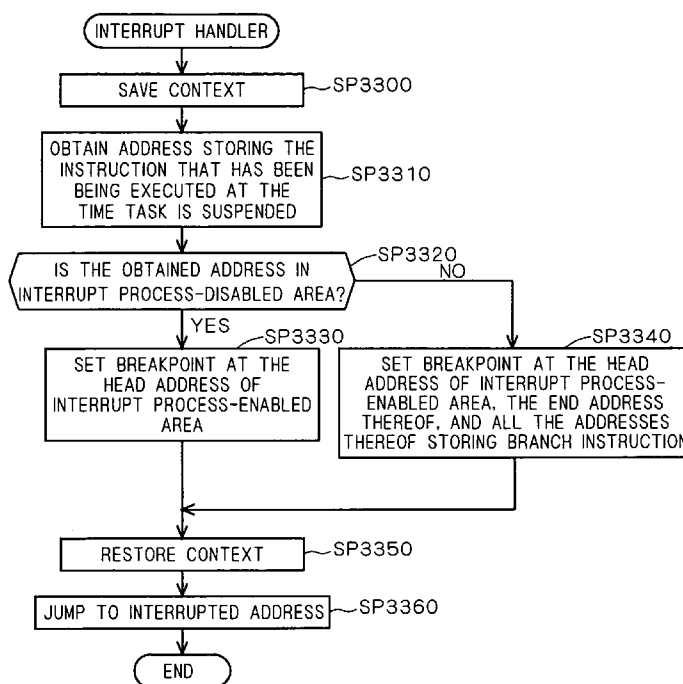 INTERRUPT HANDLER
SAVE CONTEXT
SP3300
OBTAIN ADDRESS STORING THE
INSTRUCTION THAT HAS BEEN
BEING EXECUTED AT THE
TIME TASK IS SUSPENDED
SP3310
IS THE OBTAINED ADDRESS IN
INTERRUPT PROCESS-DISABLED AREA?
SP3320
NO
YES
SP3330
SET BREAKPOINT AT THE
HEAD ADDRESS OF
INTERRUPT PROCESS-ENABLED
AREA
SP3340
SET BREAKPOINT AT THE HEAD
ADDRESS OF INTERRUPT PROCESS-
ENABLED AREA, THE END ADDRESS
THEREOF, AND ALL THE ADDRESSES
THEREOF STORING BRANCH INSTRUCTION
RESTORE CONTEXT
SP3350
JUMP TO INTERRUPTED ADDRESS
SP3360
END